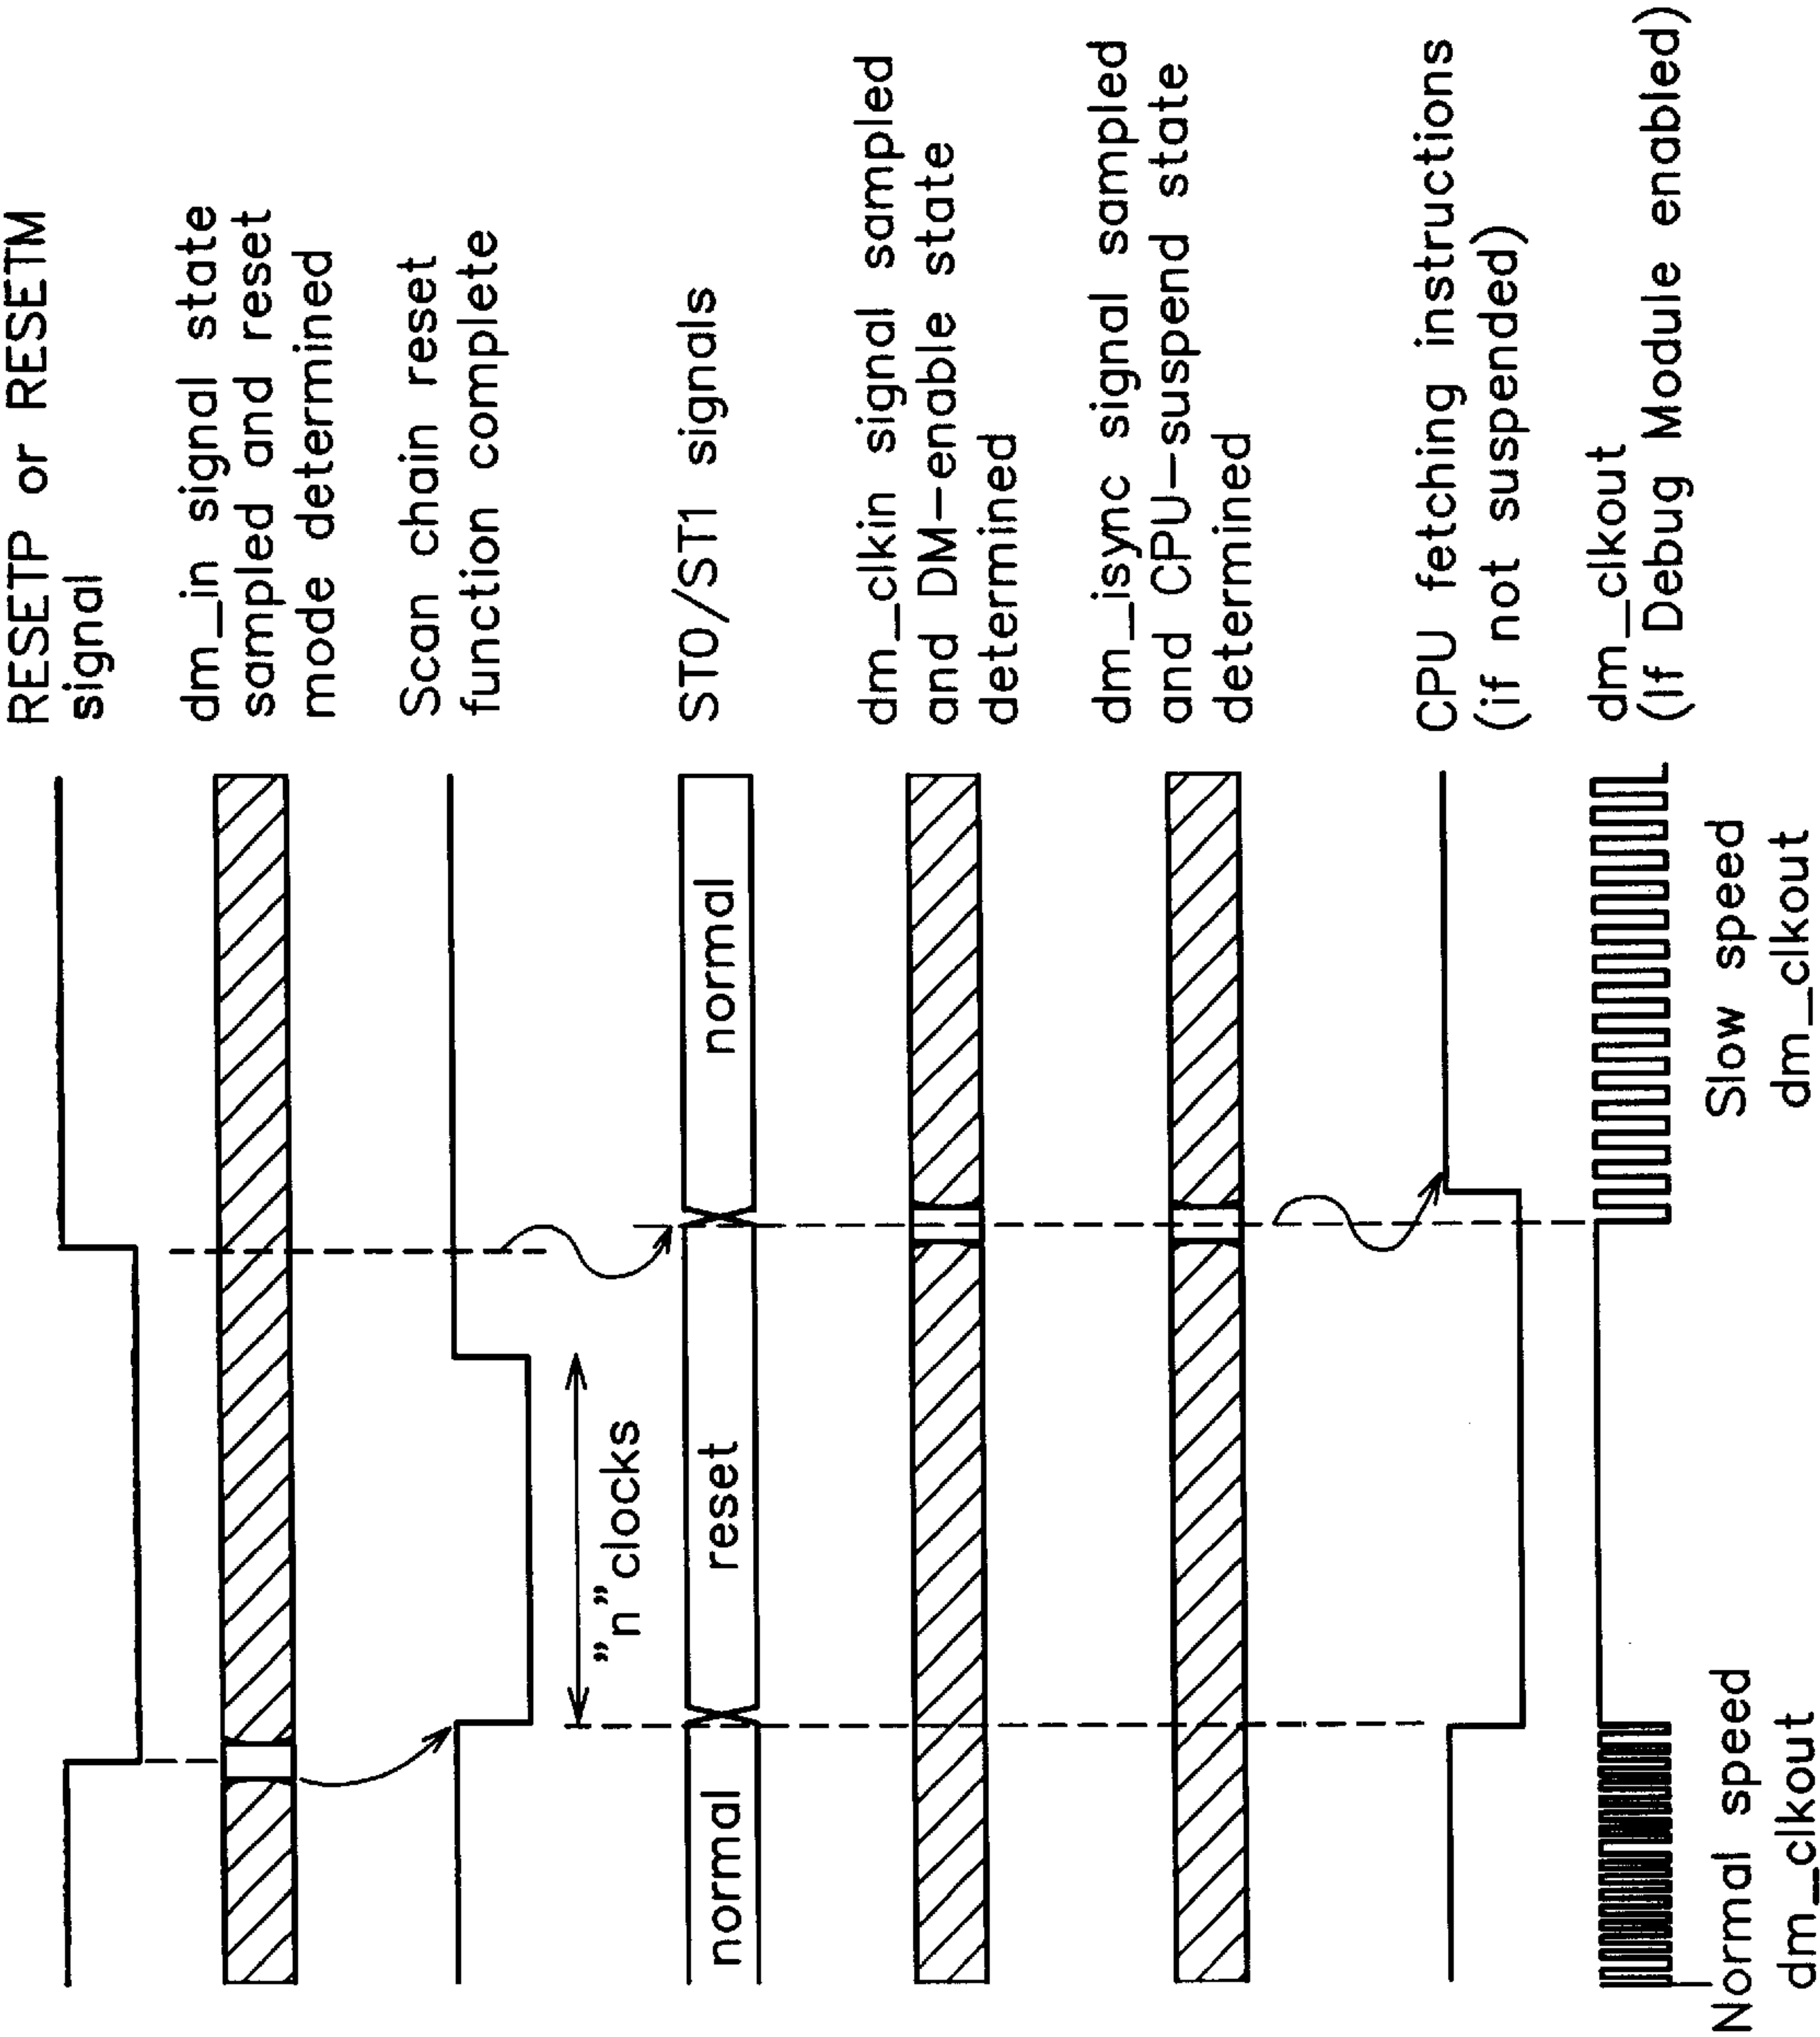 RESETP or RESETM
signal
dm_in signal state
sampled and reset
mode determined
Scan chain reset
function complete
"n"clocks
normal
reset
normal
ST0/ST1 signals
dm_clkin signal sampled
and DM-enable state
determined
dm_isync signal sampled
and CPU-suspend state
determined
CPU fetching instructions
(if not suspended)
dm_clkout
(If Debug Module enabled)
Normal speed
dm_clkout
Slow speed
dm_clkout